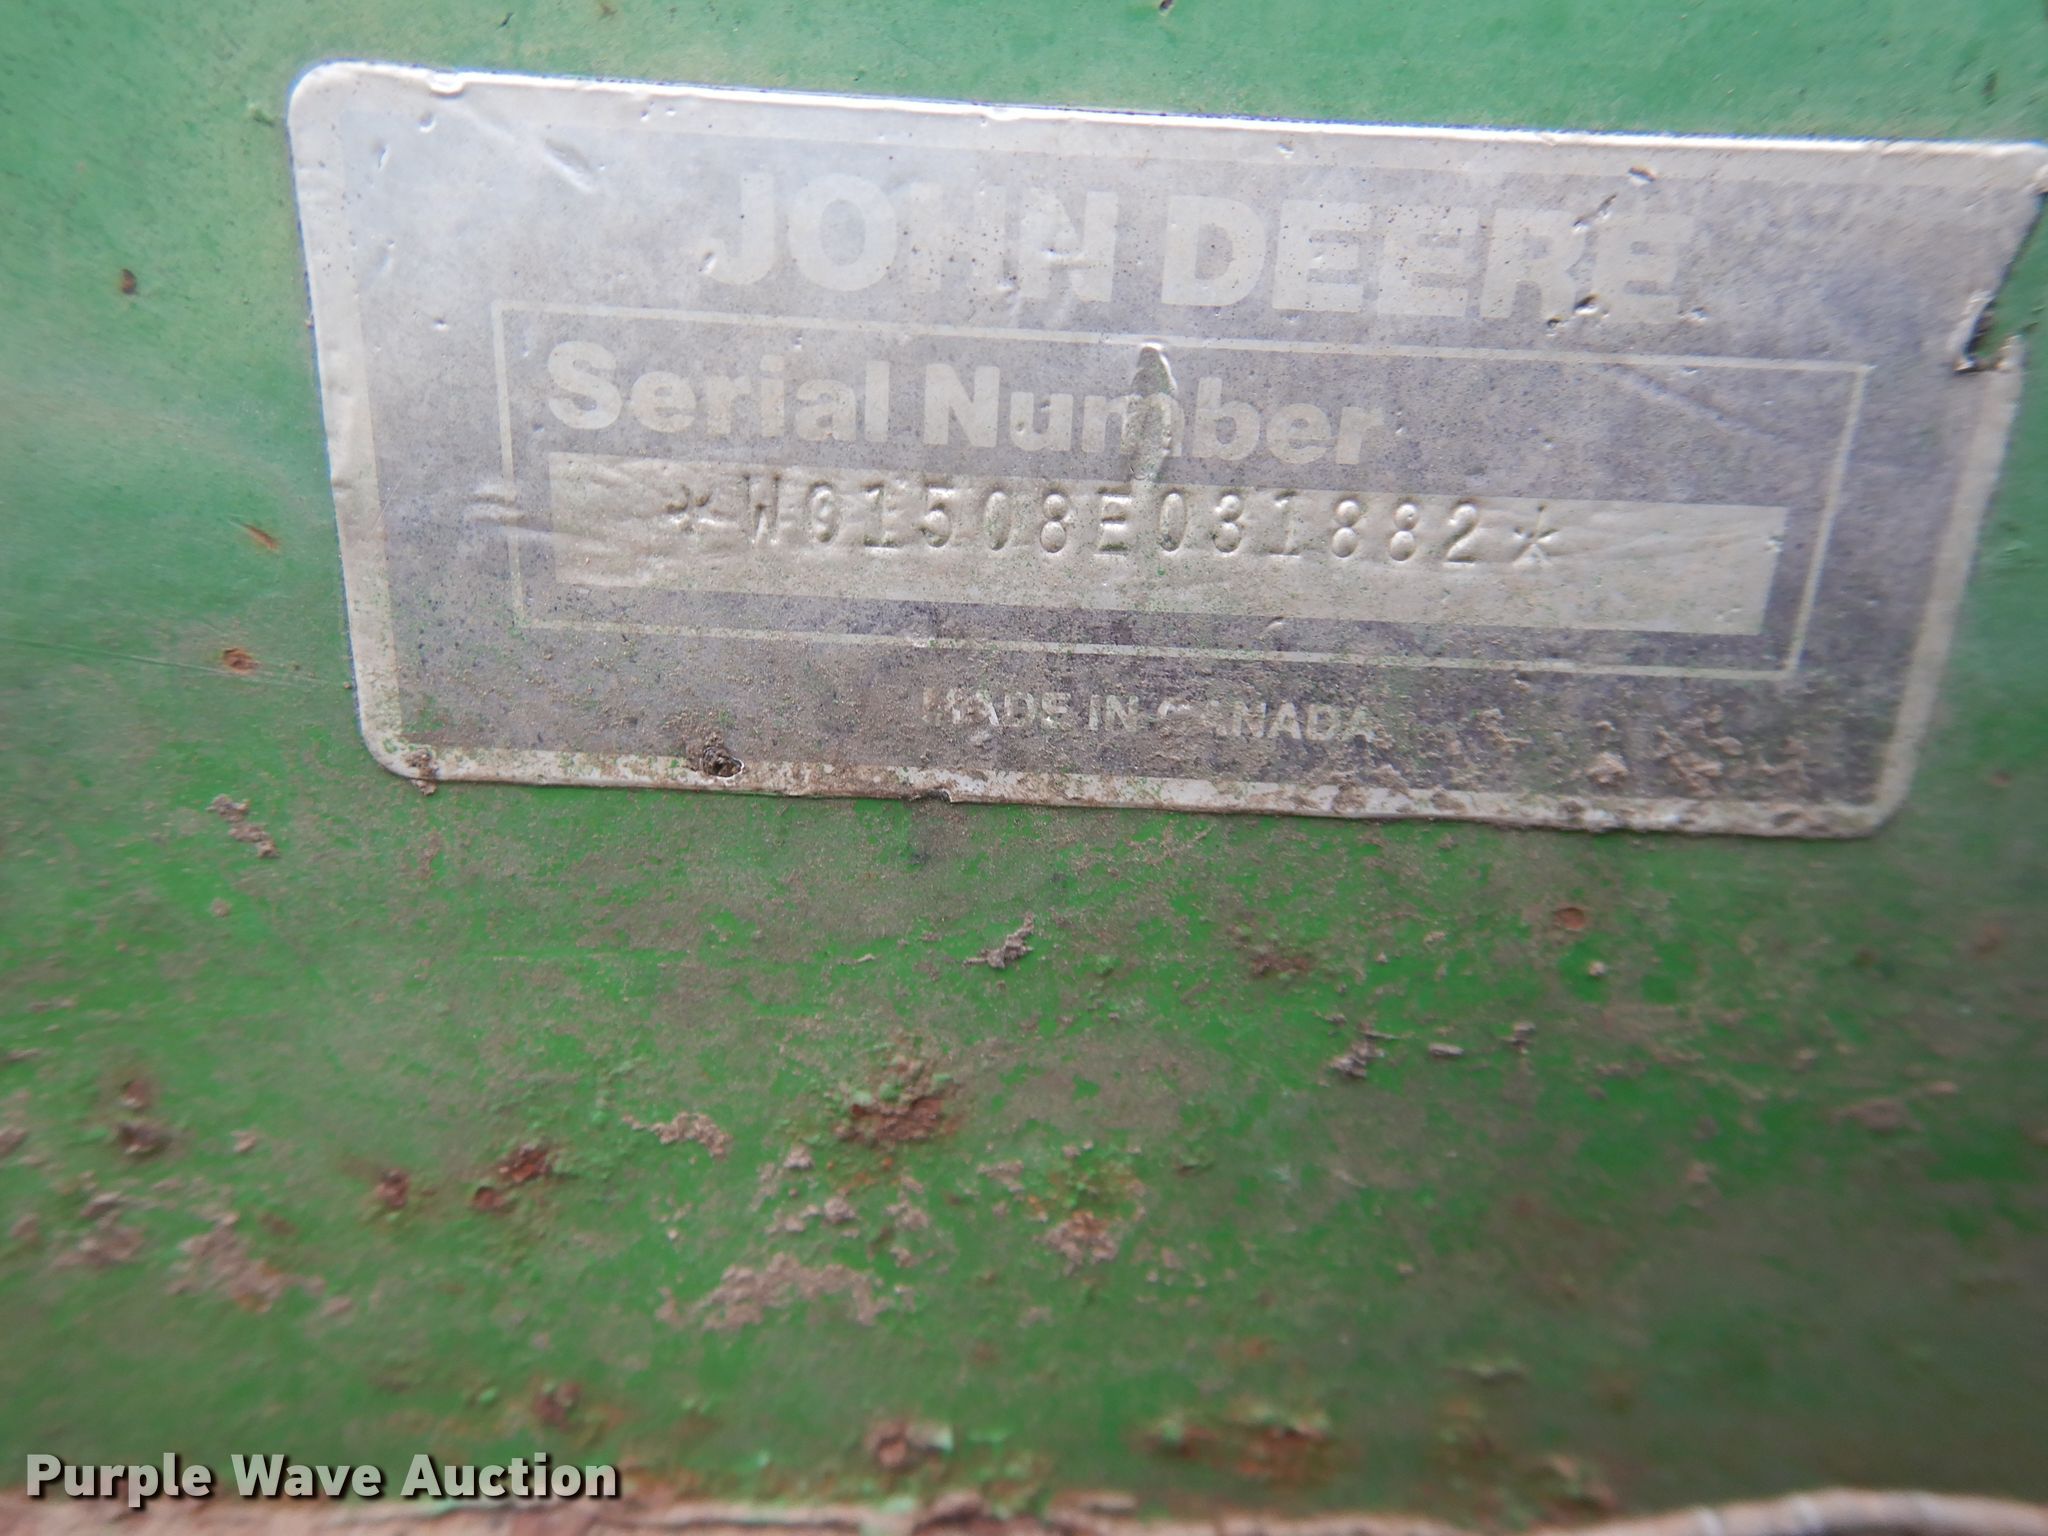 JOHN DEERE
Serial Number
*W01508E031882*
MADE IN CANADA
Purple Wave Auction